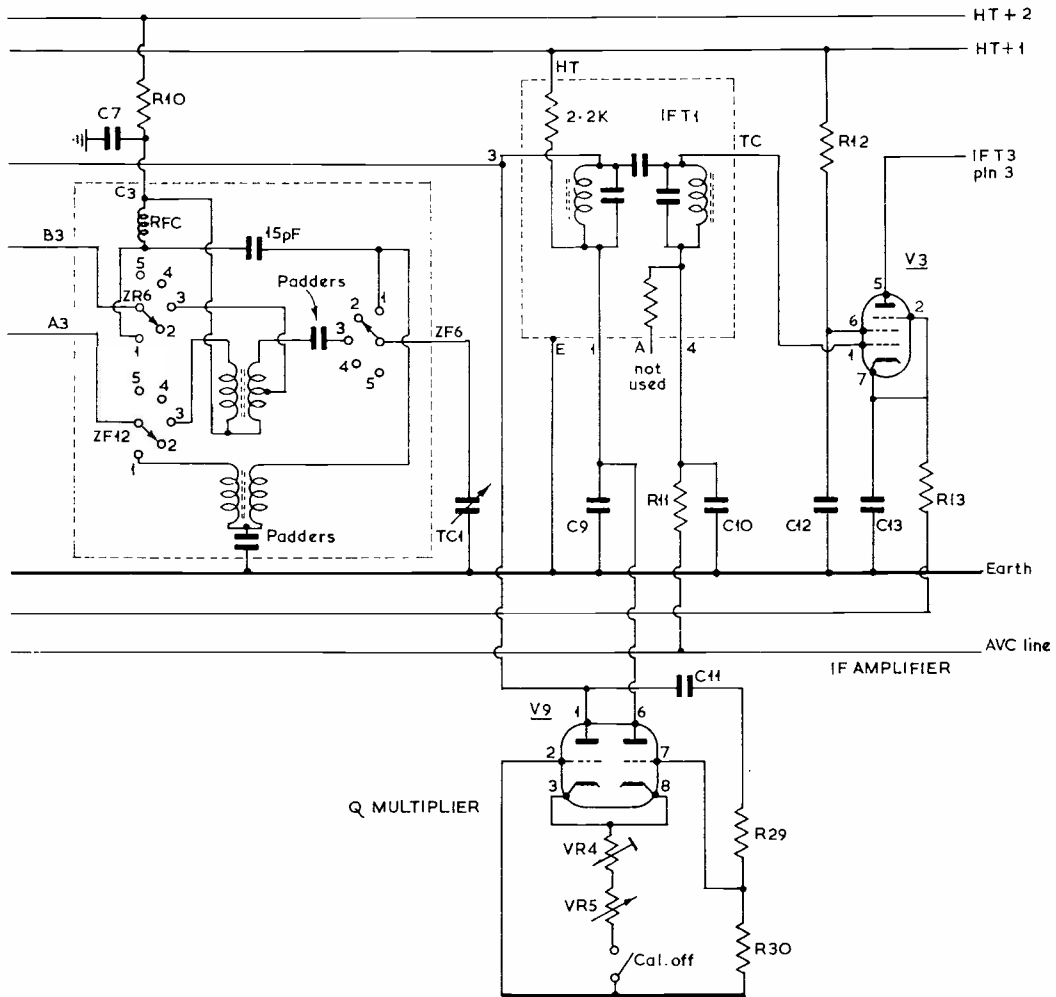 HT+2
HT+1
HT
R10
C7
2·2K
IFT1
TC
R12
IFT3
pin 3
3
C3
RFC
15pF
B3
5
4
ZR6
3
2
1
Padders
1
2
3
4
5
ZF6
A3
5
4
3
ZF12
2
1
Padders
TC1
E
1
A
not
used
4
V3
5
2
6
1
7
C9
R11
C10
C12
C13
R13
Earth
AVC line
IF AMPLIFIER
C11
V9
1
6
2
7
3
8
Q MULTIPLIER
VR4
VR5
R29
R30
Cal. off